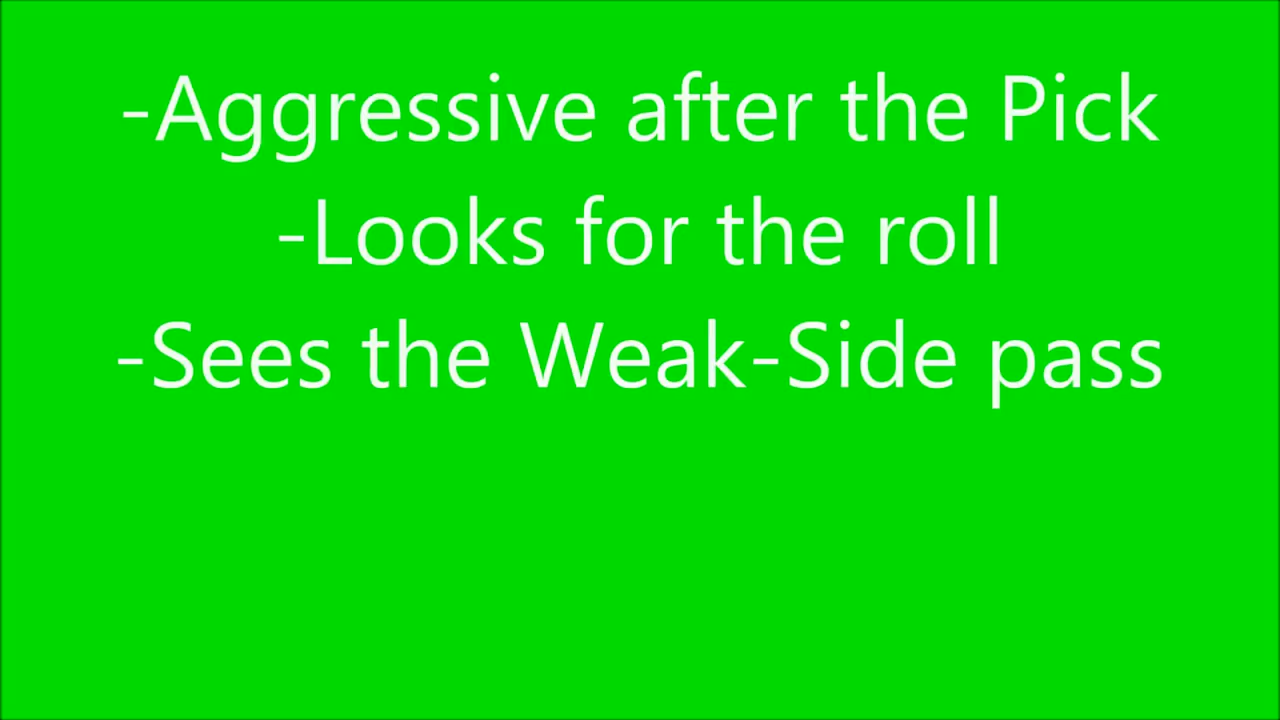 -Aggressive after the Pick
-Looks for the roll
-Sees the Weak-Side pass